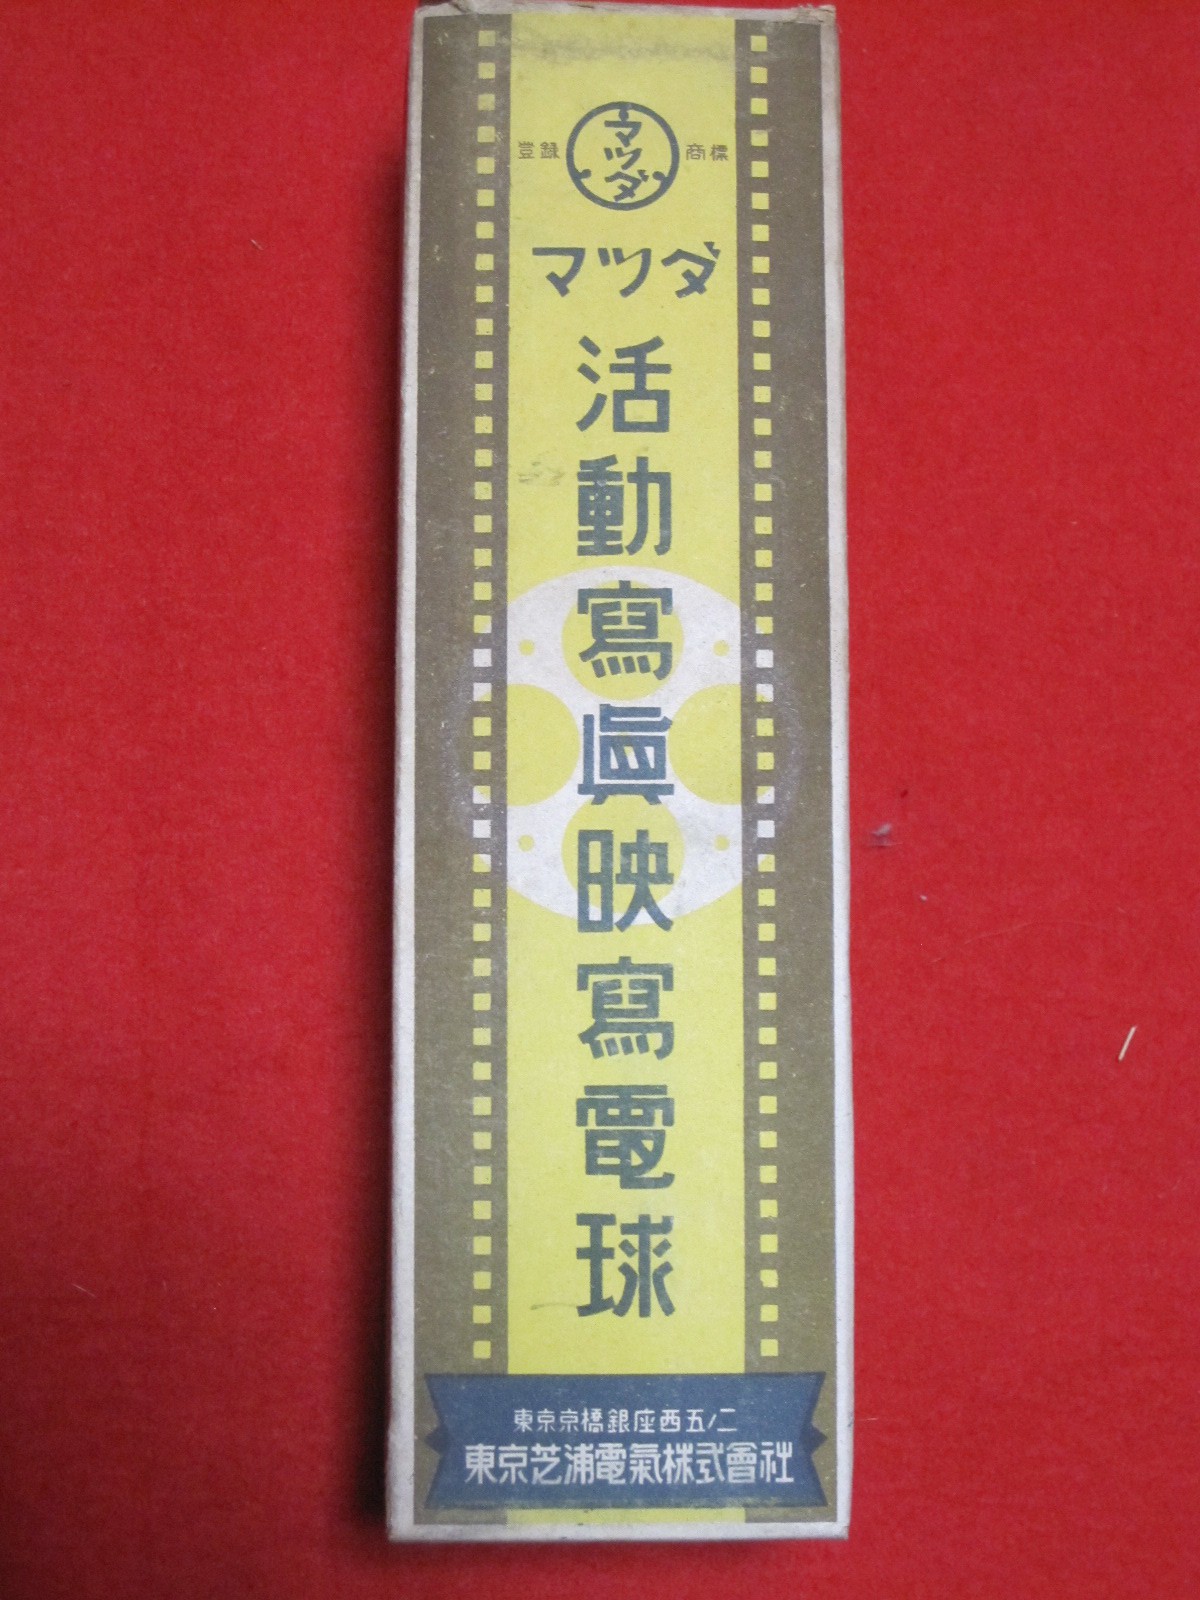 登録
マツダ
商標
マツダ
活動寫眞映寫電球
東京京橋銀座西五ノ二
東京芝浦電氣株式會社